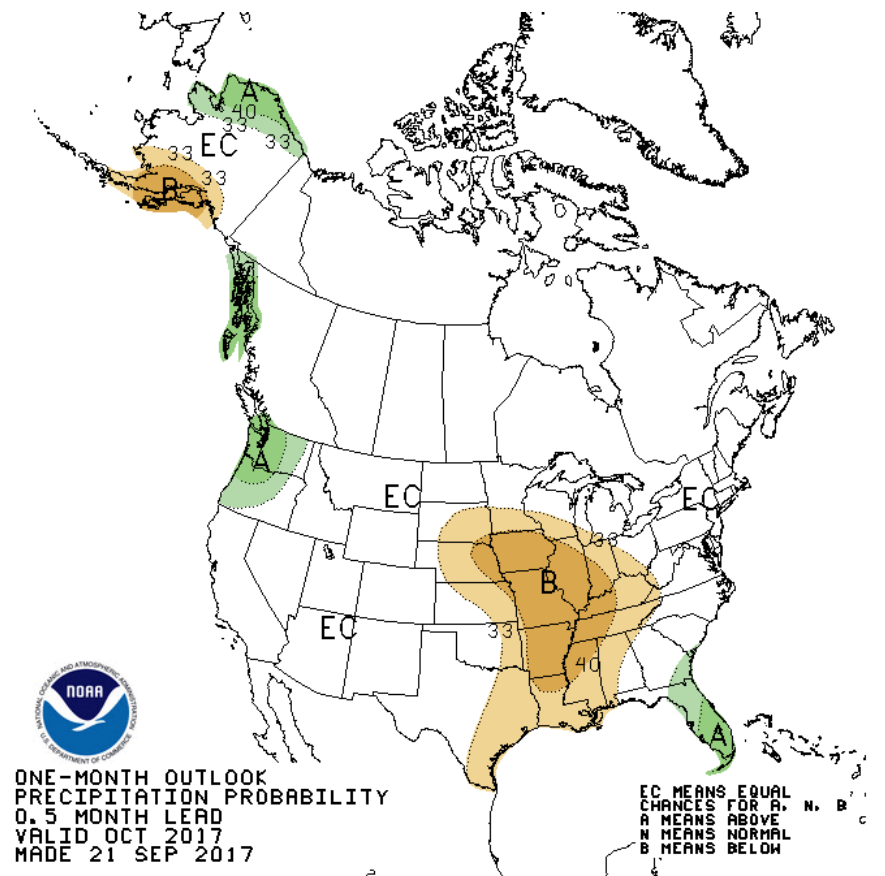 A
40
33
33
EC
33
33
B
A
EC
EC
33
B
EC
33
40
A
NATIONAL OCEANIC AND ATMOSPHERIC ADMINISTRATION
NOAA
U.S. DEPARTMENT OF COMMERCE
ONE-MONTH OUTLOOK
PRECIPITATION PROBABILITY
0.5 MONTH LEAD
VALID OCT 2017
MADE 21 SEP 2017
EC MEANS EQUAL
CHANCES FOR A, N, B
A MEANS ABOVE
N MEANS NORMAL
B MEANS BELOW